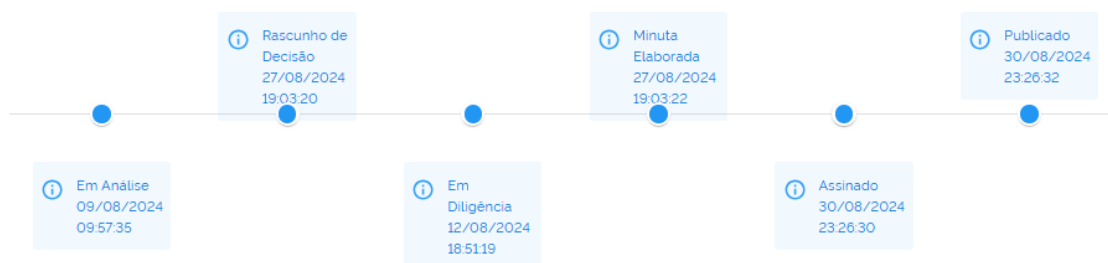 Em Análise
09/08/2024
09:57:35
Rascunho de
Decisão
27/08/2024
19:03:20
Em
Diligência
12/08/2024
18:51:19
Minuta
Elaborada
27/08/2024
19:03:22
Assinado
30/08/2024
23:26:30
Publicado
30/08/2024
23:26:32